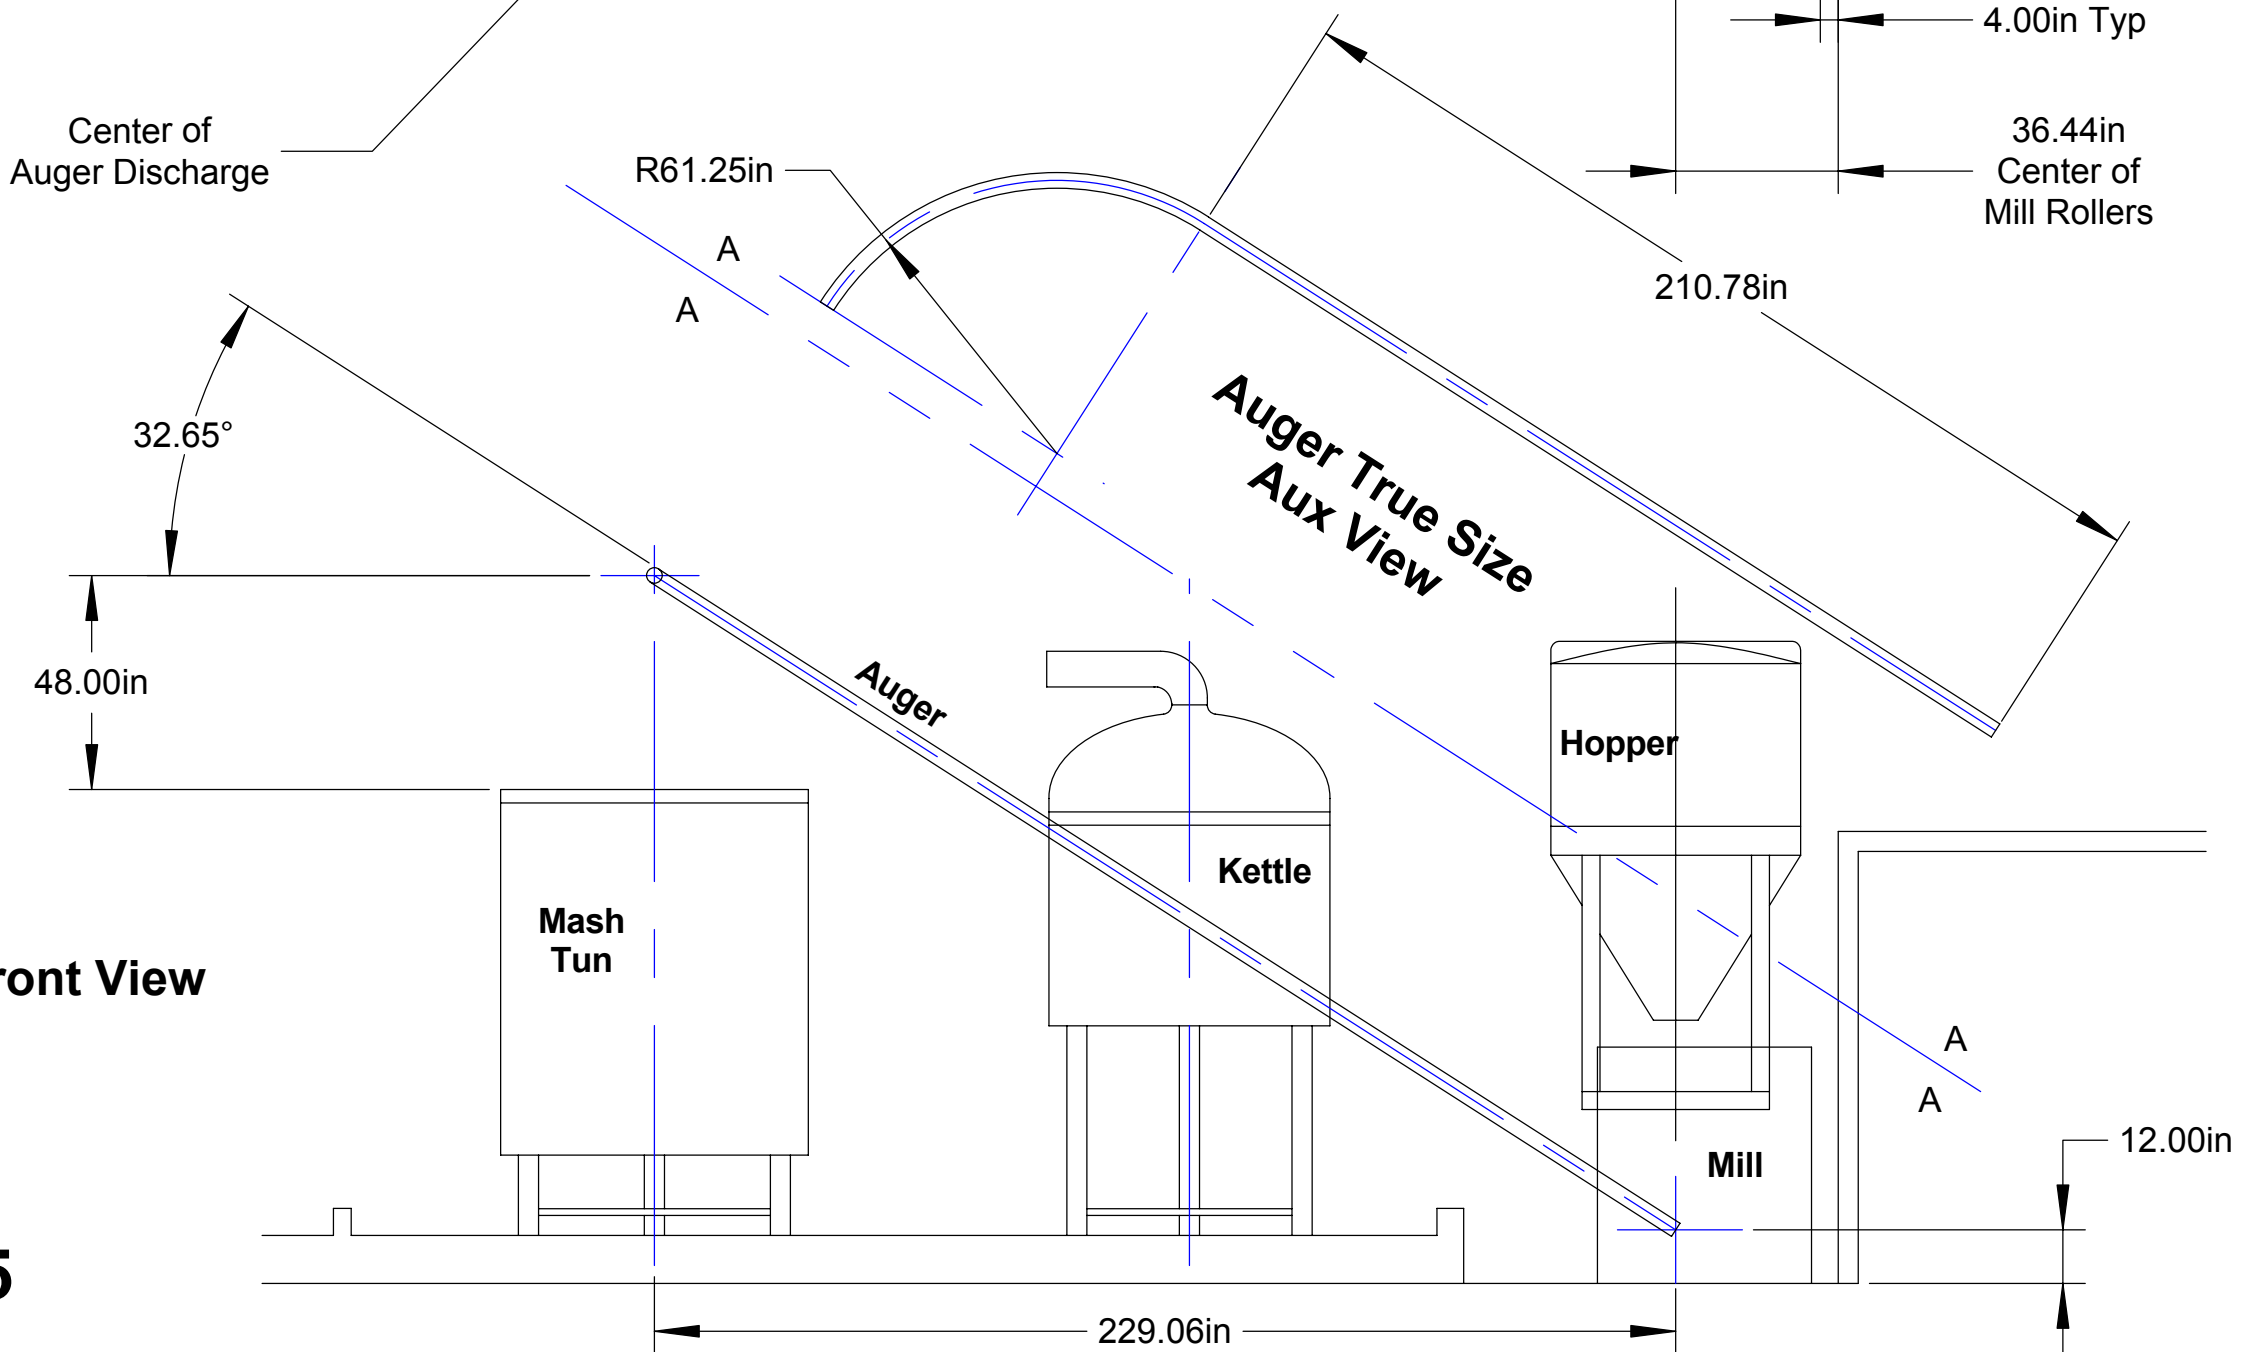 4.00in Typ
Center of
Auger Discharge
36.44in
Center of
Mill Rollers
R61.25in
A
A
210.78in
32.65°
Auger True Size
Aux View
48.00in
Auger
Hopper
Kettle
Mash
Tun
ront View
A
A
12.00in
Mill
5
229.06in